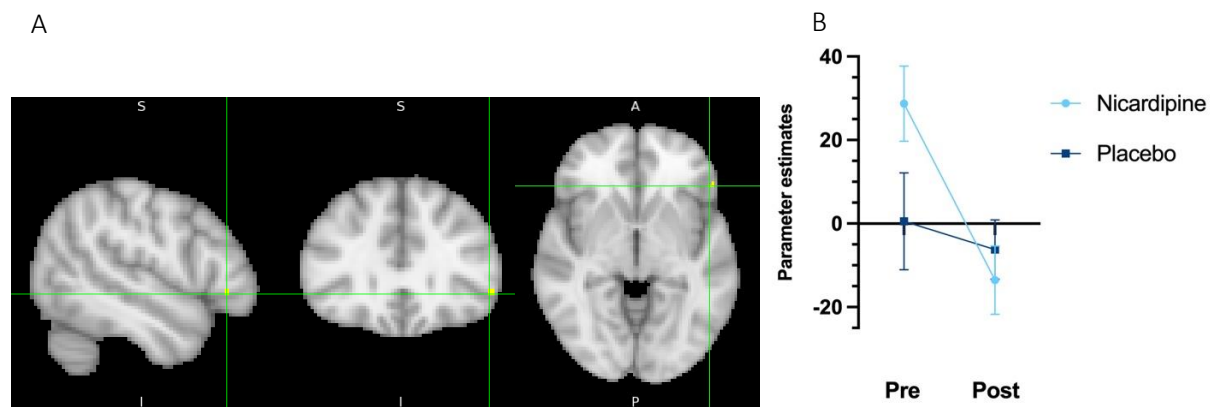 A
S
S
A
I
I
P
B
40
20
0
-20
Parameter estimates
Pre
Post
Nicardipine
Placebo